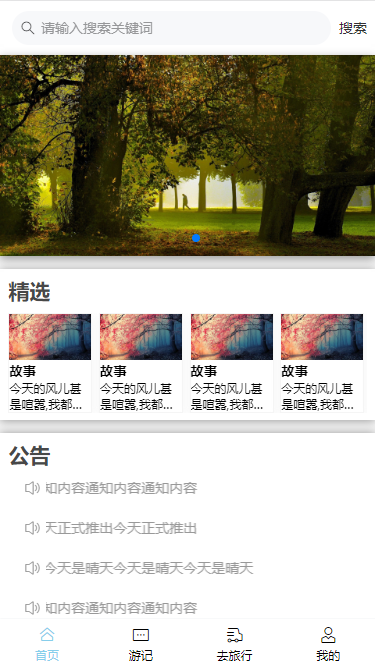 请输入搜索关键词 搜索
精选
故事 故事 故事 故事
今天的风儿甚 今天的风儿甚 今天的风儿甚 今天的风儿甚
是喧嚣,我都... 是喧嚣,我都... 是喧嚣,我都... 是喧嚣,我都...
公告
内容通知内容通知内容
天正式推出今天正式推出
今天是晴天今天是晴天今天是晴天
内容通知内容通知内容
首页 游记 去旅行 我的